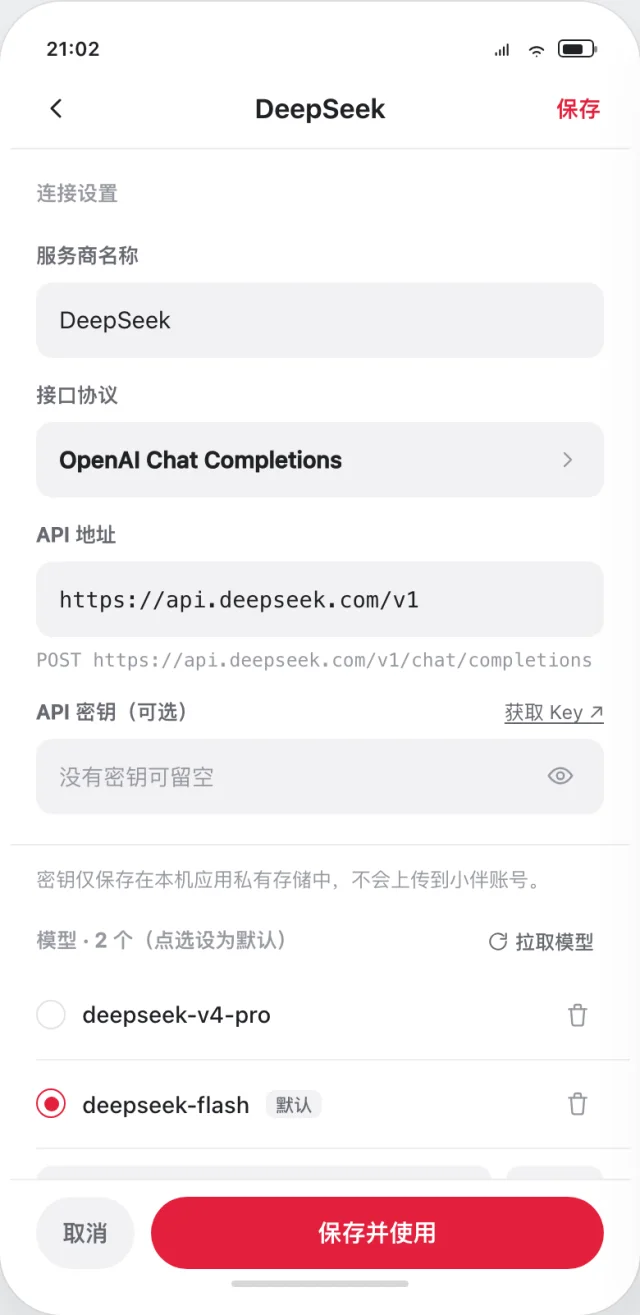 21:02
DeepSeek
保存
连接设置
服务商名称
DeepSeek
接口协议
OpenAI Chat Completions
API 地址
https://api.deepseek.com/v1
POST https://api.deepseek.com/v1/chat/completions
API 密钥（可选）
获取 Key ↗
没有密钥可留空
密钥仅保存在本机应用私有存储中，不会上传到小伴账号。
模型 · 2 个（点选设为默认）
拉取模型
deepseek-v4-pro
deepseek-flash 默认
取消
保存并使用